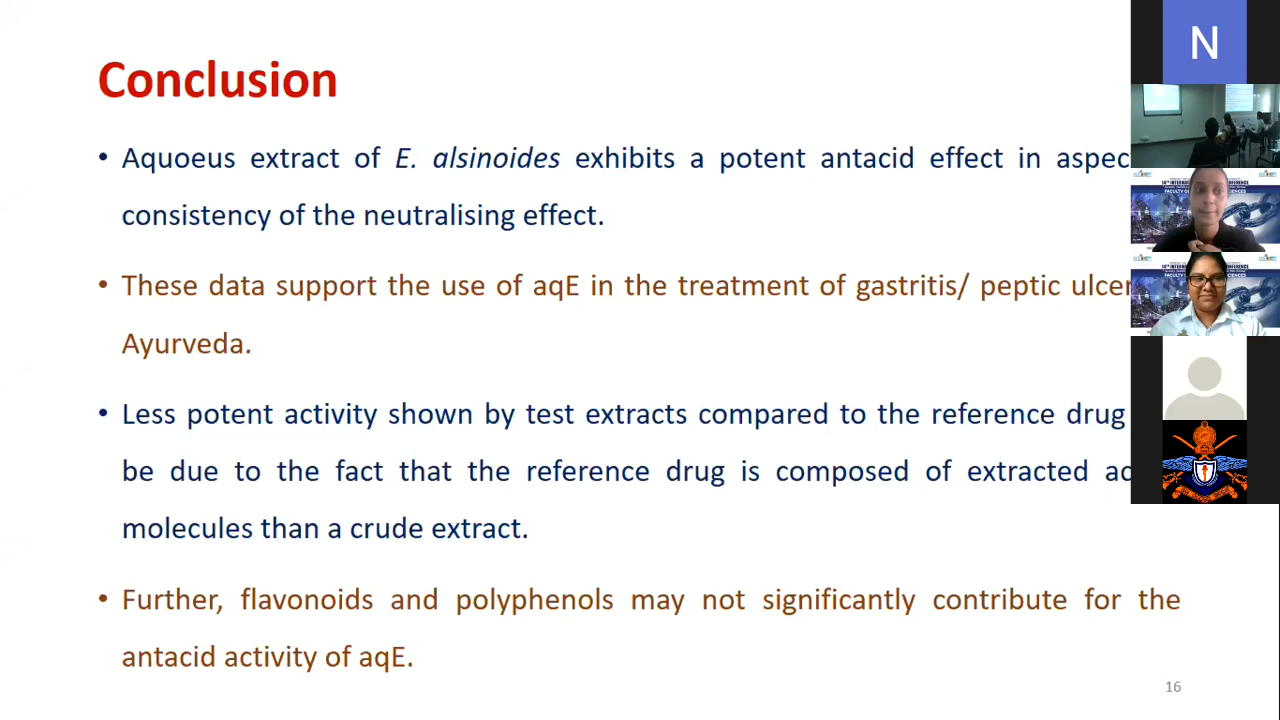 Conclusion
• Aquoeus extract of E. alsinoides exhibits a potent antacid effect in
consistency of the neutralising effect.
• These data support the use of aqE in the treatment of gastritis/ peptic
Ayurveda.
• Less potent activity shown by test extracts compared to the reference drug
be due to the fact that the reference drug is composed of extracted
molecules than a crude extract.
• Further, flavonoids and polyphenols may not significantly contribute for the
antacid activity of aqE.
16
N